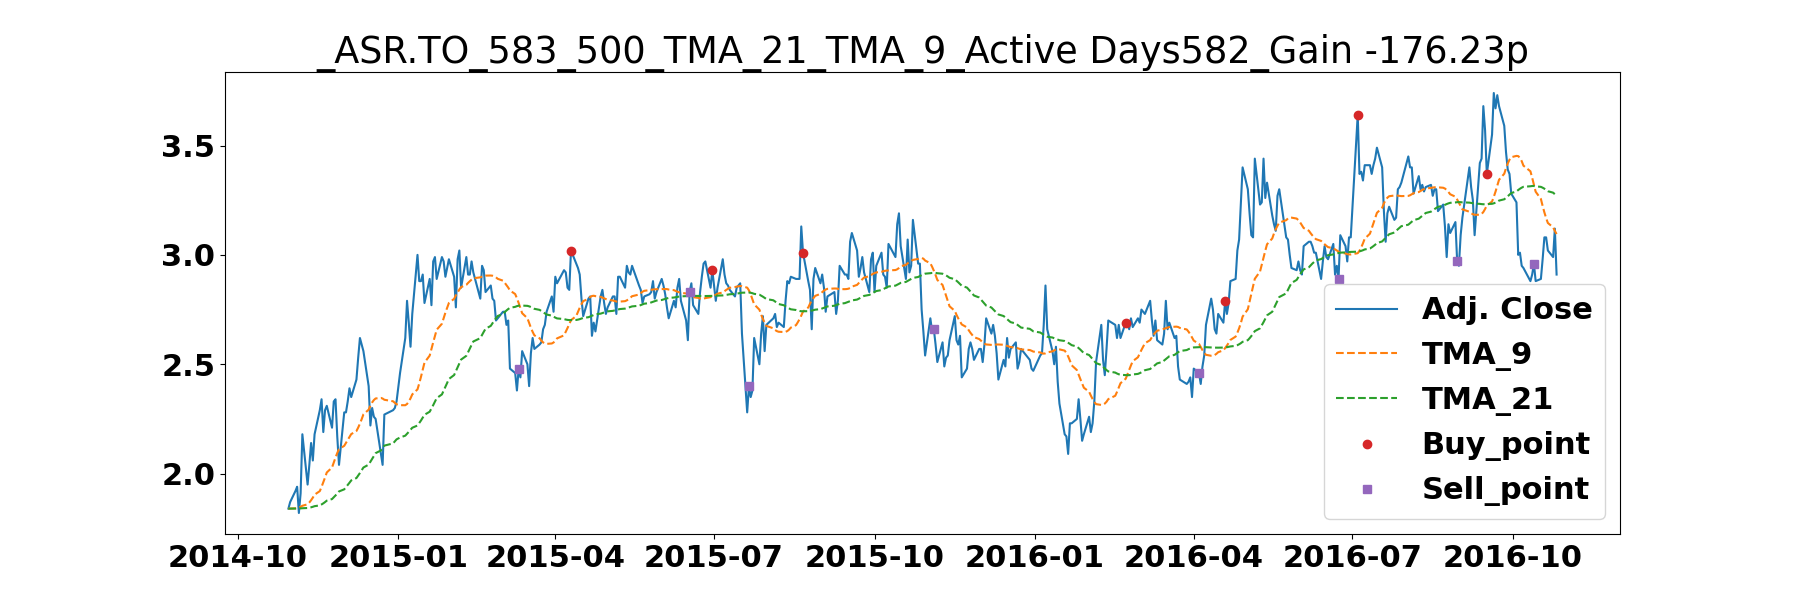 _ASR.TO_583_500_TMA_21_TMA_9_Active Days582_Gain -176.23p
3.5
3.0
2.5
2.0
Adj. Close
TMA_9
TMA_21
Buy_point
Sell_point
2014-10 2015-01 2015-04 2015-07 2015-10 2016-01 2016-04 2016-07 2016-10